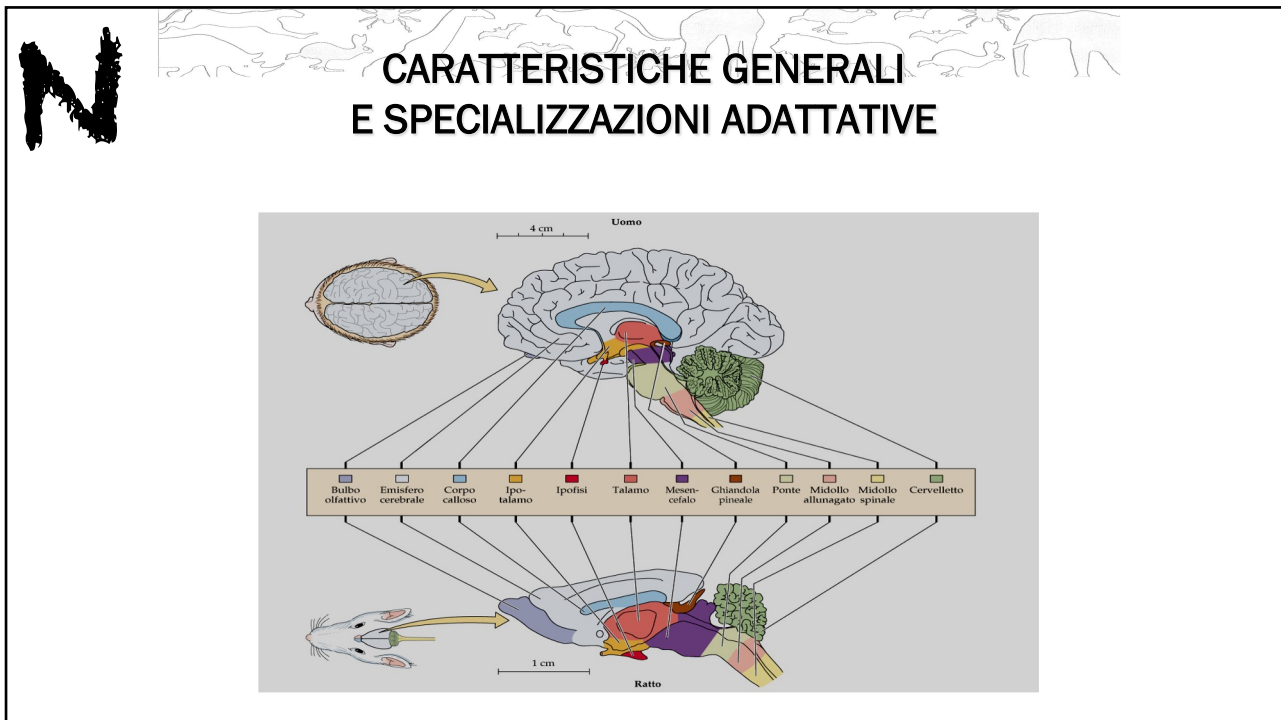 N
CARATTERISTICHE GENERALI
E SPECIALIZZAZIONI ADATTATIVE
Uomo
4 cm
Bulbo
olfattivo
Emisfero
cerebrale
Corpo
calloso
Ipo-
talamo
Ipofisi
Talamo
Mesen-
cefalo
Ghiandola
pineale
Ponte
Midollo
allunagato
Midollo
spinale
Cervelletto
1 cm
Ratto